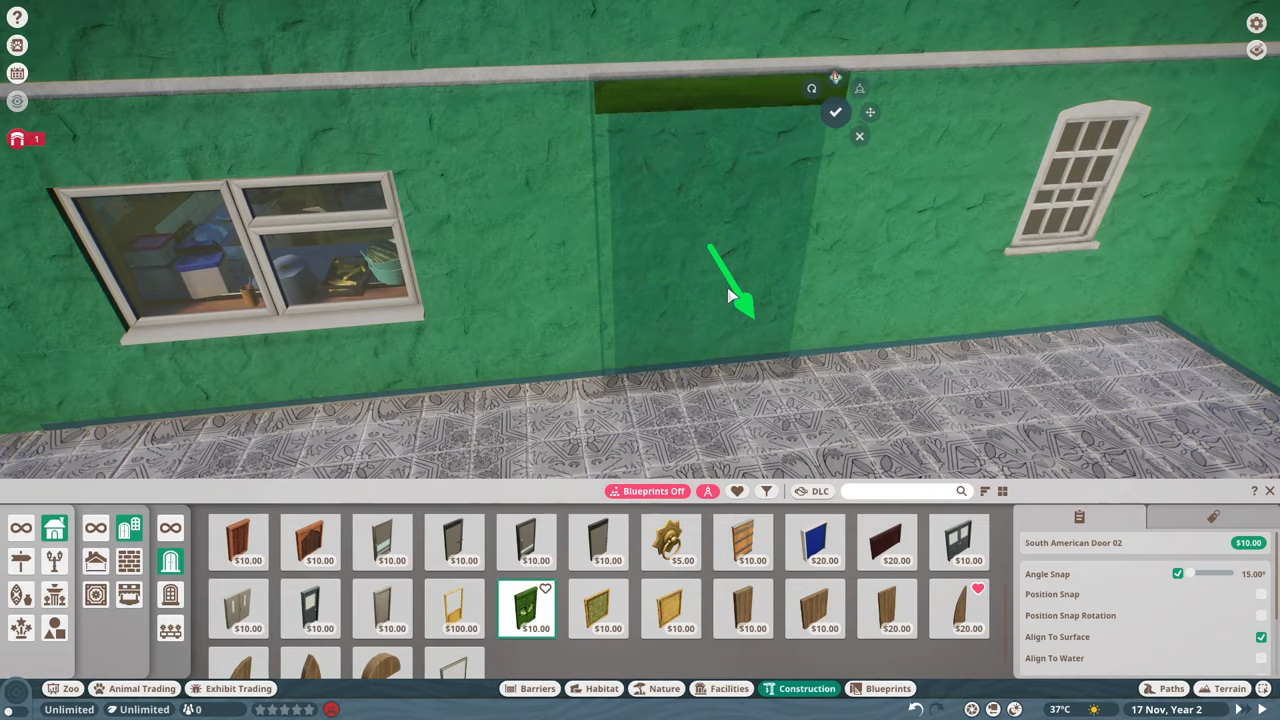 ?
1
Blueprints Off
DLC
?
$10.00 $10.00 $10.00 $10.00 $10.00 $10.00 $5.00 $10.00 $20.00 $20.00 $10.00
$10.00 $10.00 $10.00 $100.00 $10.00 $10.00 $10.00 $10.00 $10.00 $20.00 $20.00
South American Door 02 $10.00
Angle Snap 15.00°
Position Snap
Position Snap Rotation
Align To Surface
Align To Water
Zoo Animal Trading Exhibit Trading Barriers Habitat Nature Facilities Construction Blueprints Paths Terrain
Unlimited Unlimited 0 37°C 17 Nov, Year 2